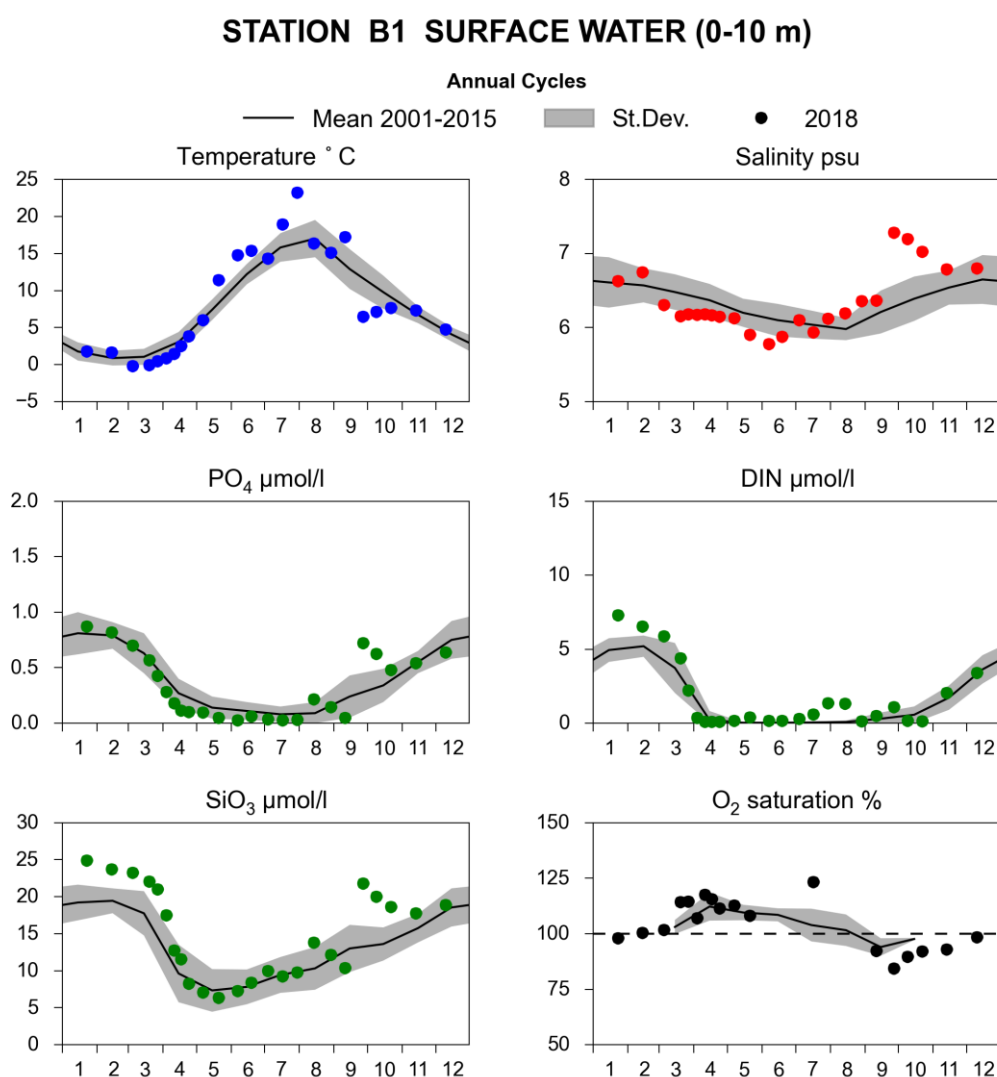 STATION B1 SURFACE WATER (0-10 m)
Annual Cycles
Mean 2001-2015 St.Dev. 2018
Temperature ° C
25
20
15
10
5
0
−5
1 2 3 4 5 6 7 8 9 10 11 12
Salinity psu
8
7
6
5
1 2 3 4 5 6 7 8 9 10 11 12
PO₄ µmol/l
2.0
1.5
1.0
0.5
0.0
1 2 3 4 5 6 7 8 9 10 11 12
DIN µmol/l
15
10
5
0
1 2 3 4 5 6 7 8 9 10 11 12
SiO₃ µmol/l
30
25
20
15
10
5
0
1 2 3 4 5 6 7 8 9 10 11 12
O₂ saturation %
150
125
100
75
50
1 2 3 4 5 6 7 8 9 10 11 12